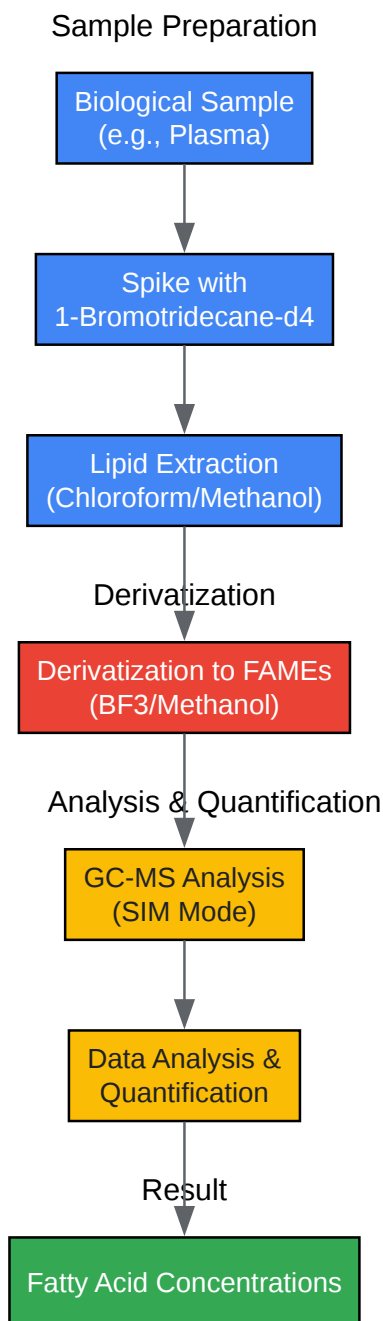 Sample Preparation
Biological Sample
(e.g., Plasma)
Spike with
1-Bromotridecane-d4
Lipid Extraction
(Chloroform/Methanol)
Derivatization
Derivatization to FAMEs
(BF3/Methanol)
Analysis & Quantification
GC-MS Analysis
(SIM Mode)
Data Analysis &
Quantification
Result
Fatty Acid Concentrations